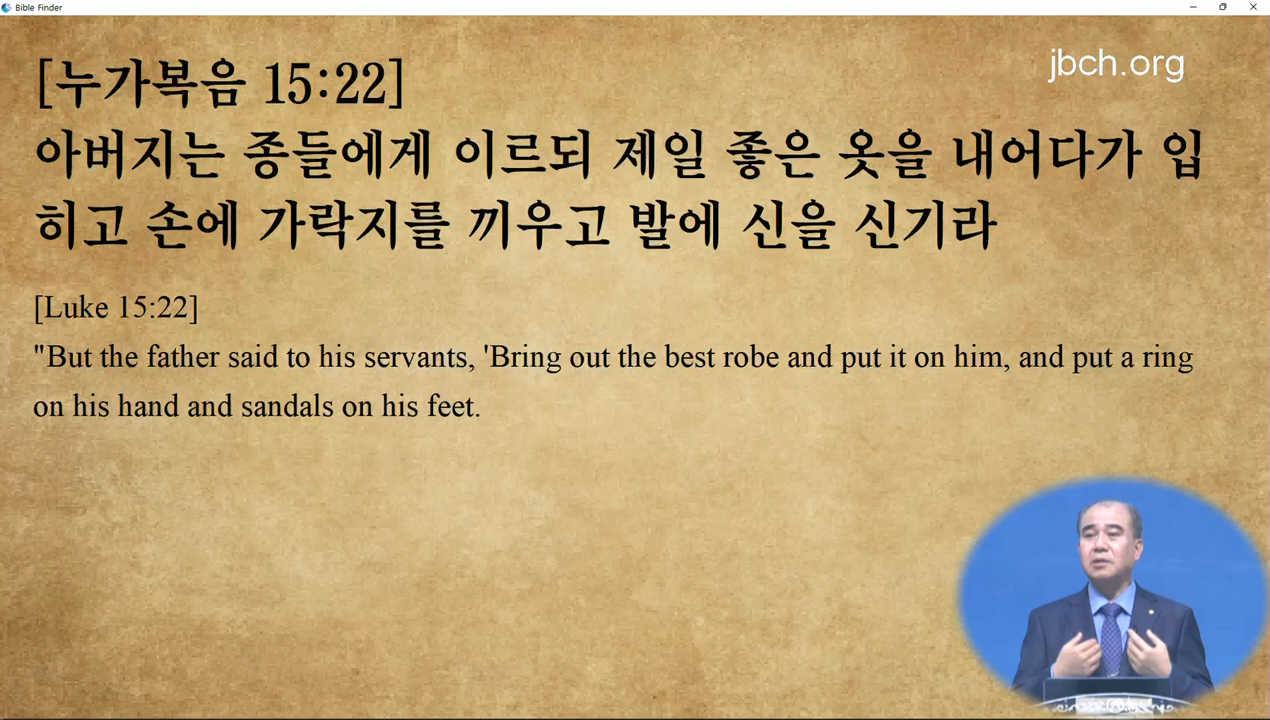 Bible Finder
jbch.org
[누가복음 15:22]
아버지는 종들에게 이르되 제일 좋은 옷을 내어다가 입
히고 손에 가락지를 끼우고 발에 신을 신기라
[Luke 15:22]
"But the father said to his servants, 'Bring out the best robe and put it on him, and put a ring
on his hand and sandals on his feet.